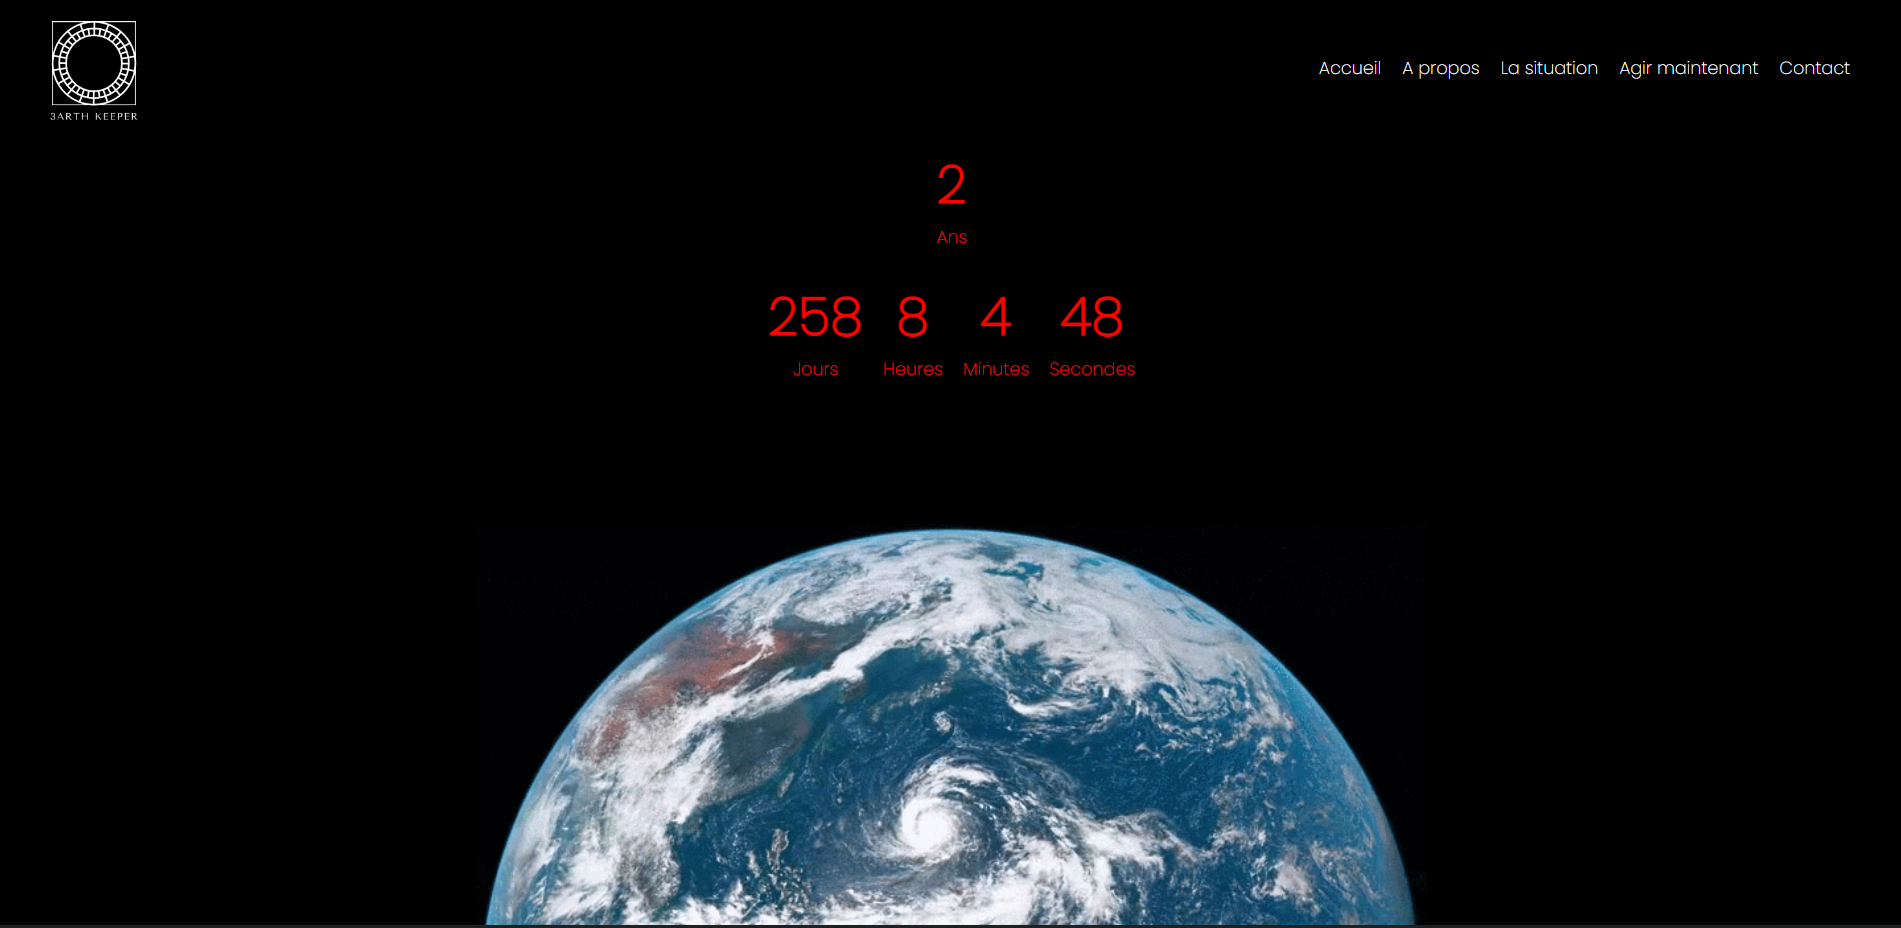 3ARTH KEEPER
Accueil A propos La situation Agir maintenant Contact
2
Ans
258 8 4 48
Jours Heures Minutes Secondes